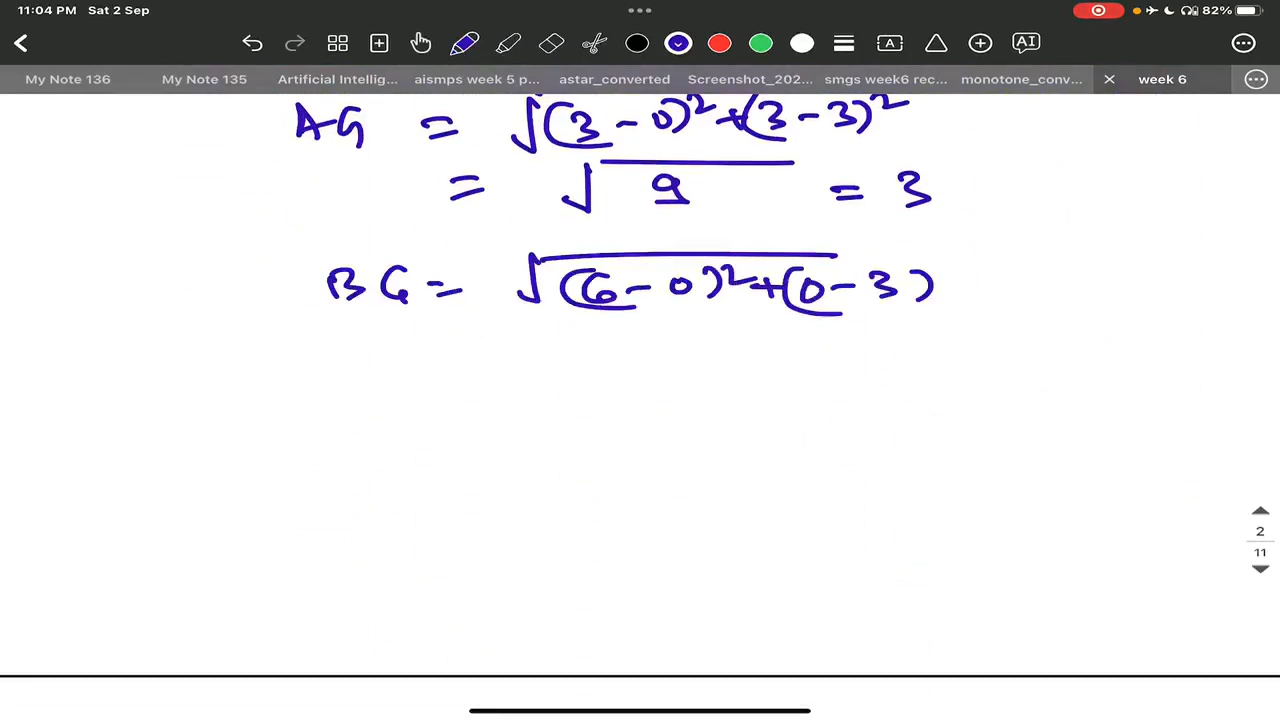 11:04 PM Sat 2 Sep 82%
A AI
My Note 136 My Note 135 Artificial Intellig... aismps week 5 p... astar_converted Screenshot_202... smgs week6 rec... monotone_conv... week 6
AG = √(3-0)²+(3-3)²
= √9 = 3
BG = √(6-0)²+(0-3)
2
11